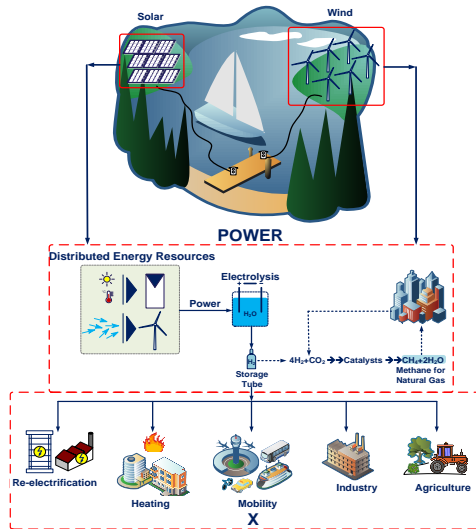 Solar
Wind
POWER
Distributed Energy Resources
Electrolysis
Power
H₂O
H₂
Storage
Tube
4H₂+CO₂
Catalysts
CH₄+2H₂O
Methane for
Natural Gas
Re-electrification
Heating
Mobility
Industry
Agriculture
X